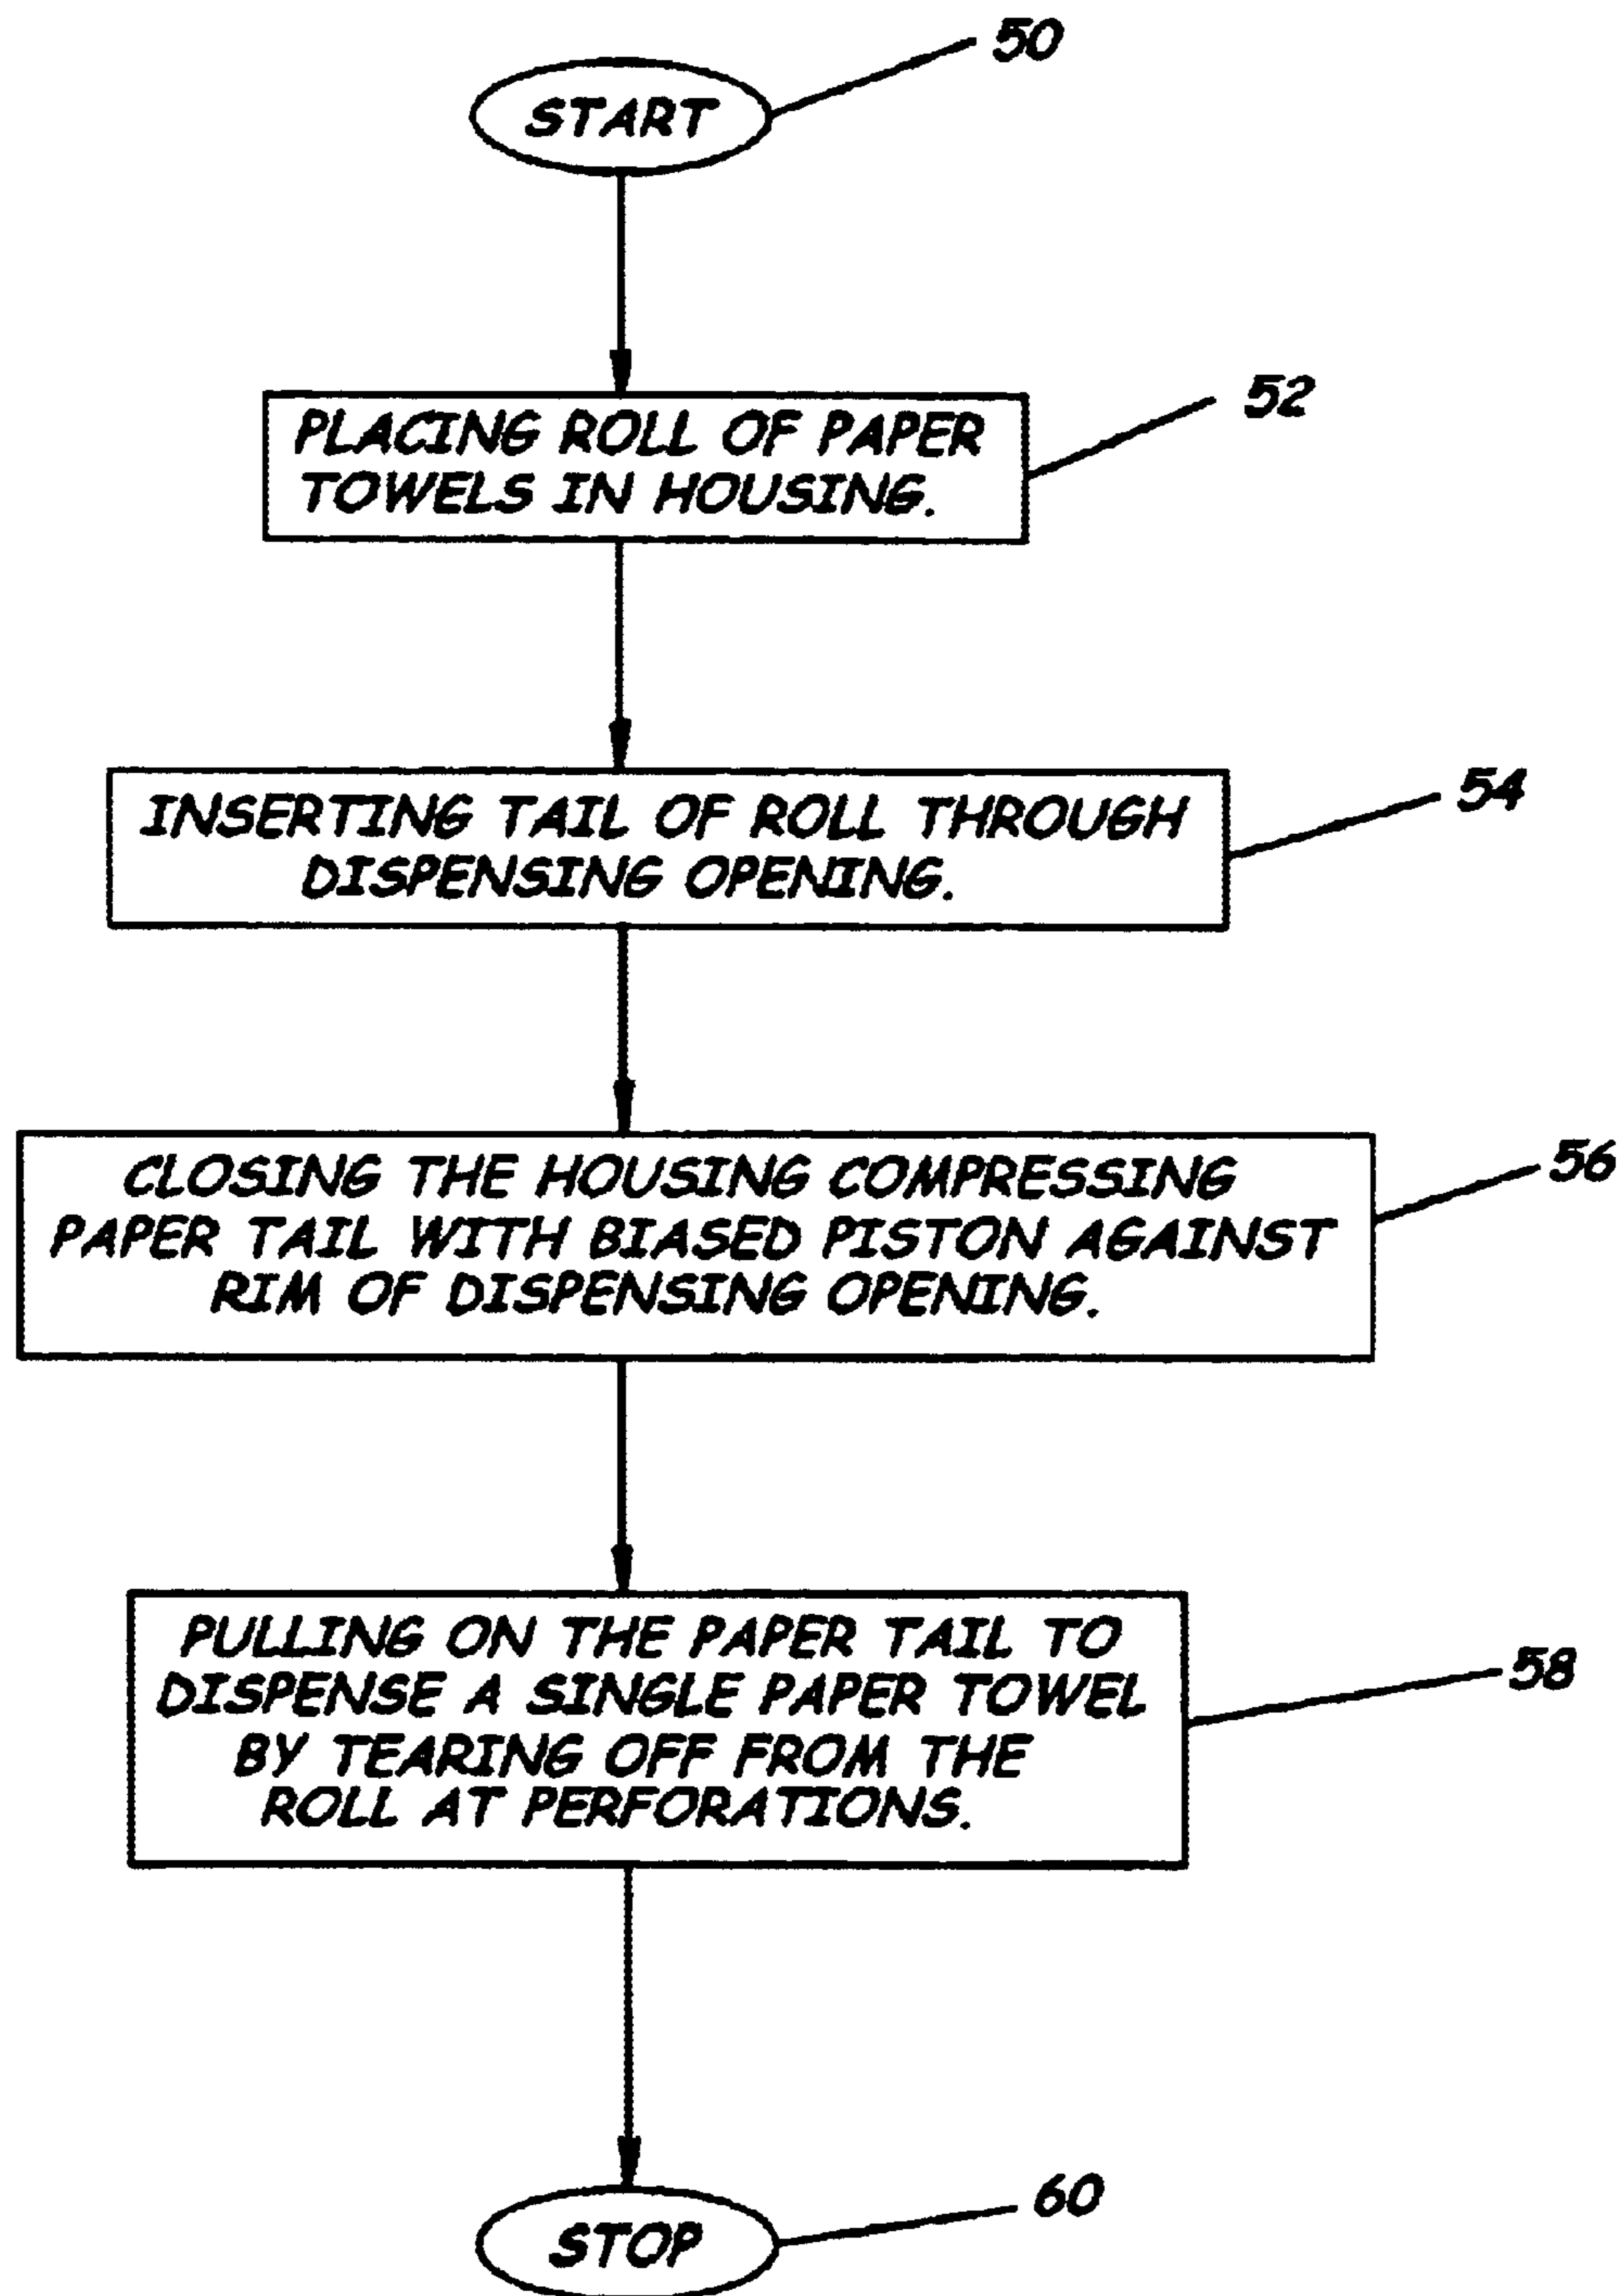 50
START
52
PLACING ROLL OF PAPER
TOWELS IN HOUSING.
54
INSERTING TAIL OF ROLL THROUGH
DISPENSING OPENING.
56
CLOSING THE HOUSING COMPRESSING
PAPER TAIL WITH BIASED PISTON AGAINST
RIM OF DISPENSING OPENING.
58
PULLING ON THE PAPER TAIL TO
DISPENSE A SINGLE PAPER TOWEL
BY TEARING OFF FROM THE
ROLL AT PERFORATIONS.
60
STOP